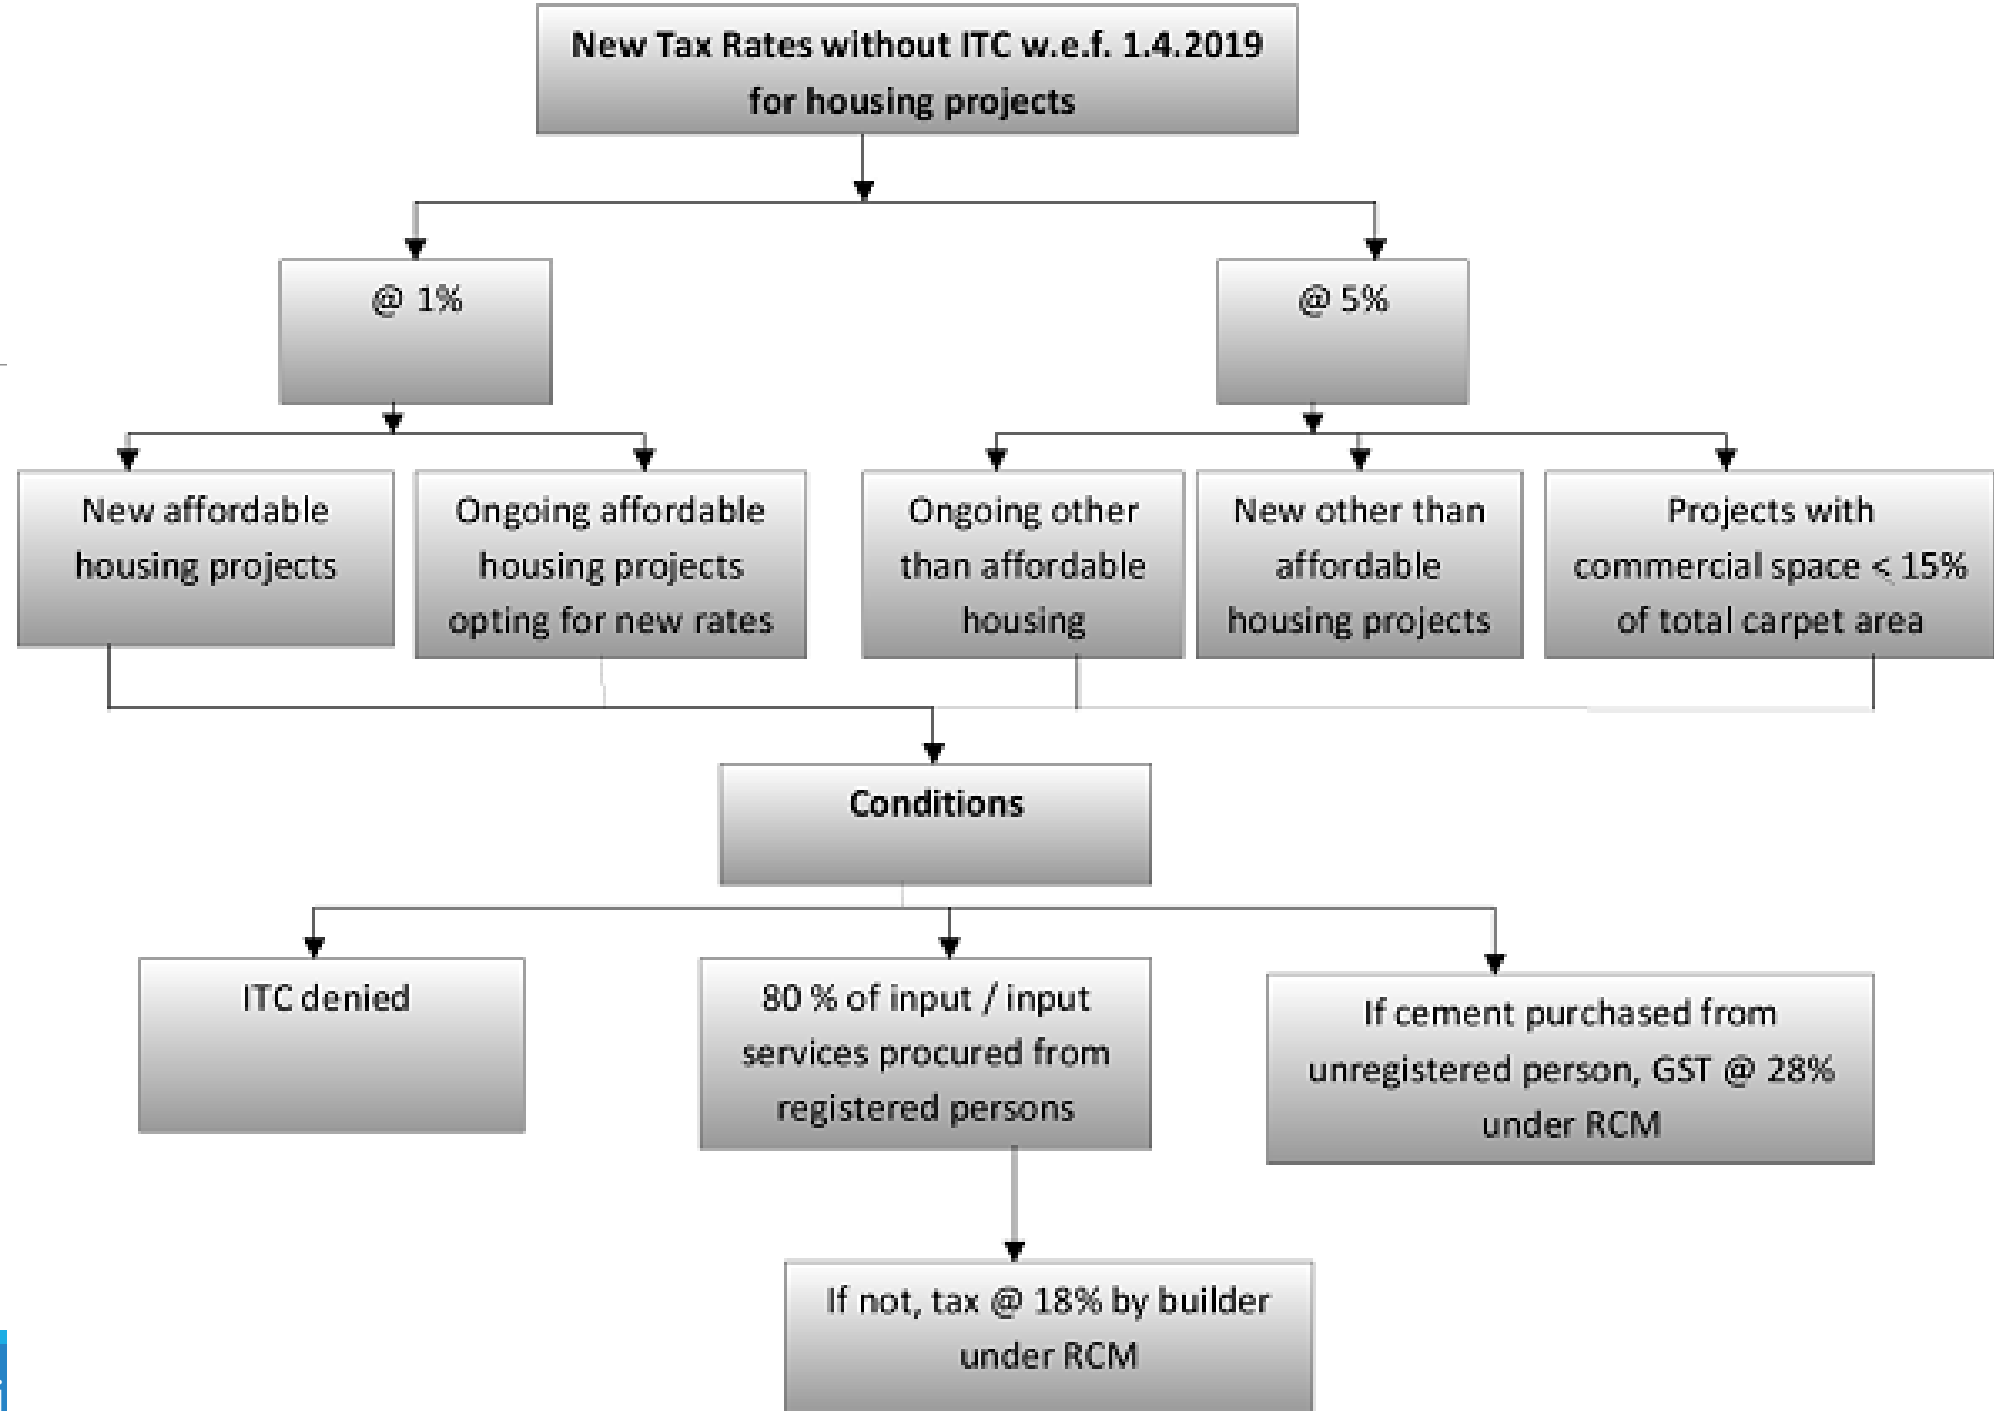 New Tax Rates without ITC w.e.f. 1.4.2019
for housing projects
@ 1%
@ 5%
New affordable
housing projects
Ongoing affordable
housing projects
opting for new rates
Ongoing other
than affordable
housing
New other than
affordable
housing projects
Projects with
commercial space < 15%
of total carpet area
Conditions
ITC denied
80 % of input / input
services procured from
registered persons
If cement purchased from
unregistered person, GST @ 28%
under RCM
If not, tax @ 18% by builder
under RCM